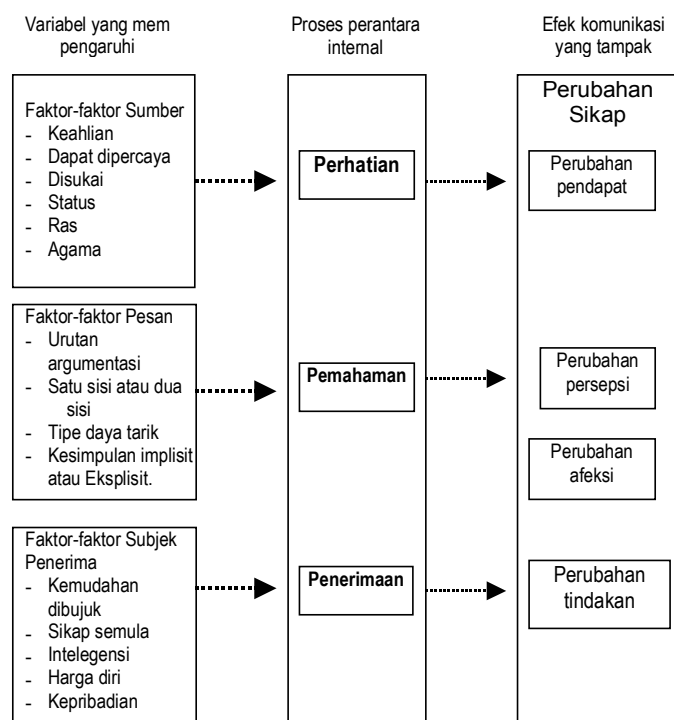 Variabel yang mem
pengaruhi
Proses perantara
internal
Efek komunikasi
yang tampak
Faktor-faktor Sumber
- Keahlian
- Dapat dipercaya
- Disukai
- Status
- Ras
- Agama
Perhatian
Perubahan
Sikap
Perubahan
pendapat
Faktor-faktor Pesan
- Urutan
argumentasi
- Satu sisi atau dua
sisi
- Tipe daya tarik
- Kesimpulan implisit
atau Eksplisit.
Pemahaman
Perubahan
persepsi
Perubahan
afeksi
Faktor-faktor Subjek
Penerima
- Kemudahan
dibujuk
- Sikap semula
- Intelegensi
- Harga diri
- Kepribadian
Penerimaan
Perubahan
tindakan